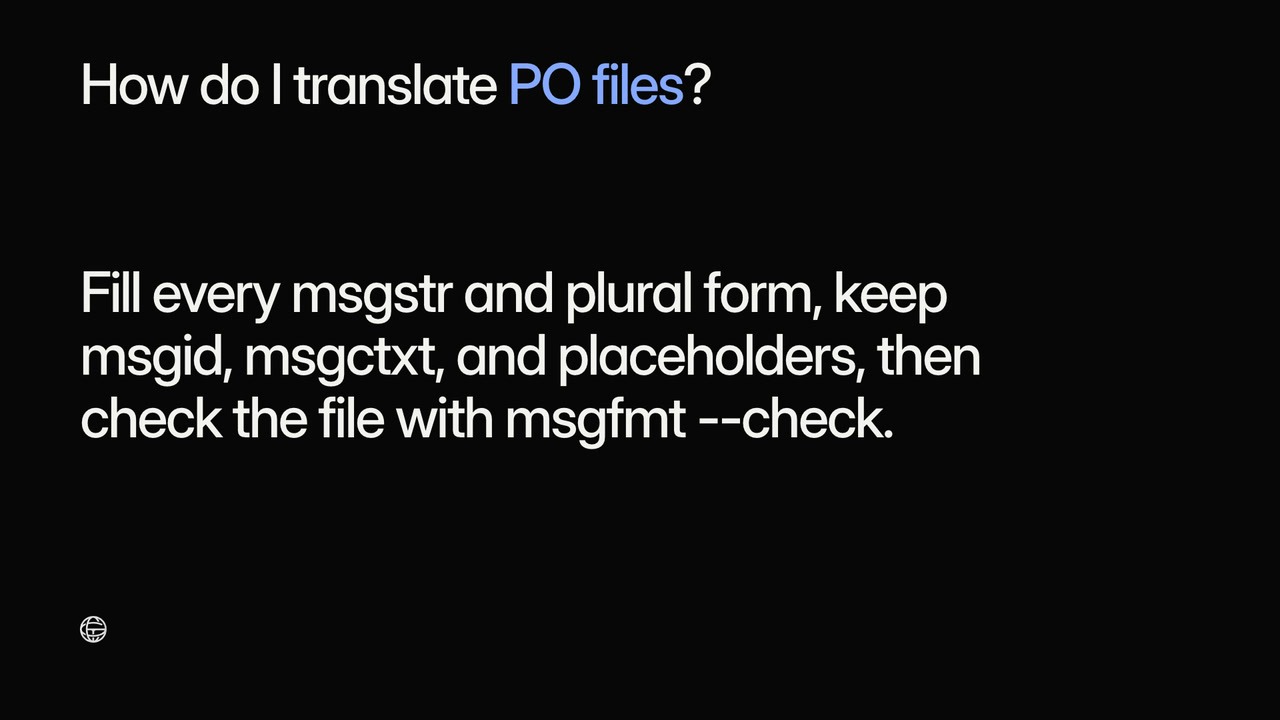 How do I translate PO files?
Fill every msgstr and plural form, keep
msgid, msgctxt, and placeholders, then
check the file with msgfmt --check.